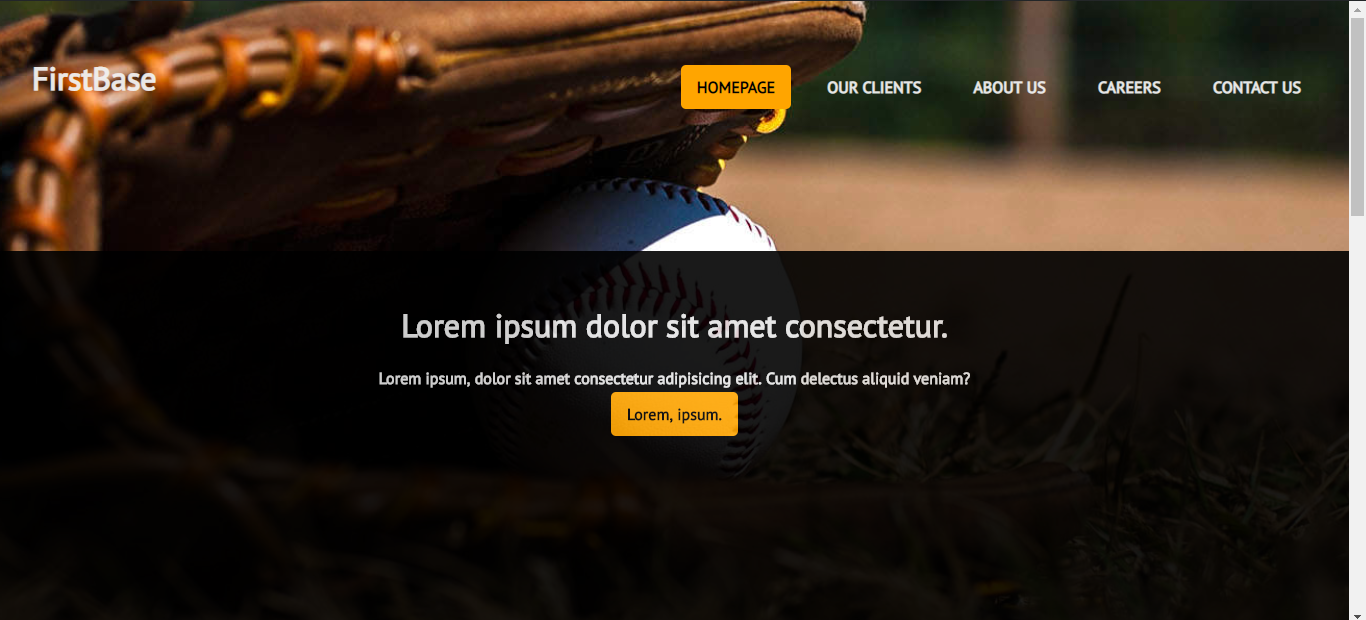 FirstBase
HOMEPAGE OUR CLIENTS ABOUT US CAREERS CONTACT US
Lorem ipsum dolor sit amet consectetur.
Lorem ipsum, dolor sit amet consectetur adipisicing elit. Cum delectus aliquid veniam?
Lorem, ipsum.